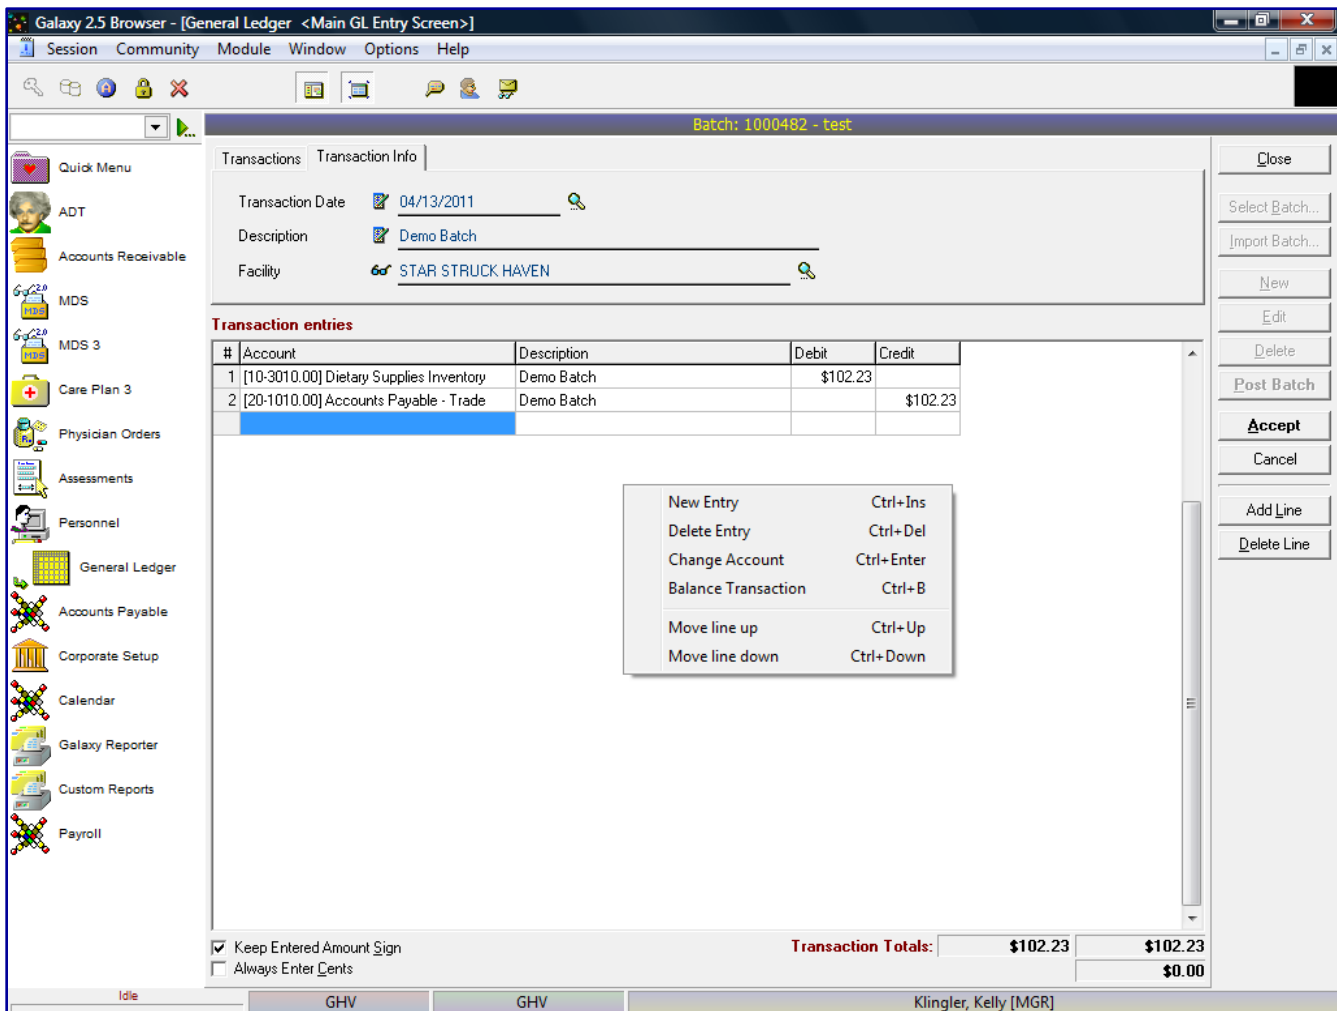 Galaxy 2.5 Browser - [General Ledger <Main GL Entry Screen>]
Session Community Module Window Options Help
Batch: 1000482 - test
Quick Menu
ADT
Accounts Receivable
MDS
MDS 3
Care Plan 3
Physician Orders
Assessments
Personnel
General Ledger
Accounts Payable
Corporate Setup
Calendar
Galaxy Reporter
Custom Reports
Payroll
Transactions Transaction Info
Transaction Date 04/13/2011
Description Demo Batch
Facility STAR STRUCK HAVEN
Transaction entries
# Account Description Debit Credit
1 [10-3010.00] Dietary Supplies Inventory Demo Batch $102.23
2 [20-1010.00] Accounts Payable - Trade Demo Batch $102.23
New Entry Ctrl+Ins
Delete Entry Ctrl+Del
Change Account Ctrl+Enter
Balance Transaction Ctrl+B
Move line up Ctrl+Up
Move line down Ctrl+Down
Keep Entered Amount Sign
Always Enter Cents
Transaction Totals: $102.23 $102.23
$0.00
Close
Select Batch...
Import Batch...
New
Edit
Delete
Post Batch
Accept
Cancel
Add Line
Delete Line
Idle GHV GHV Klingler, Kelly [MGR]